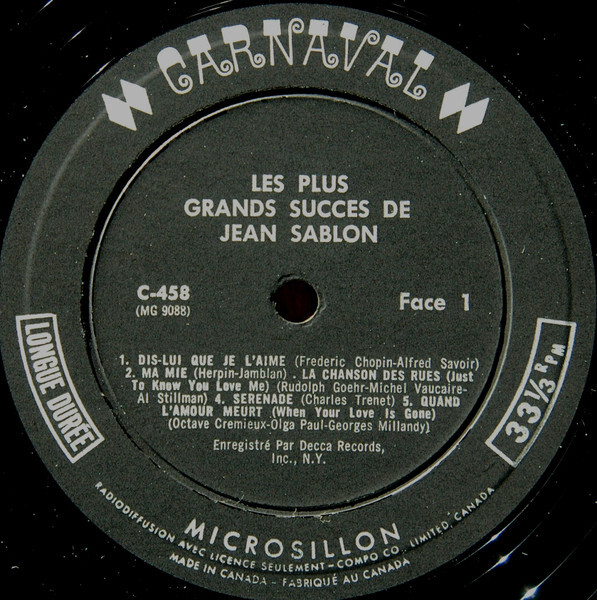 CARNAVAL
LES PLUS
GRANDS SUCCES DE
JEAN SABLON
C-458
(MG 9088)
Face 1
1. DIS-LUI QUE JE L'AIME (Frederic Chopin-Alfred Savoir)
2. MA MIE (Herpin-Jamblan) . LA CHANSON DES RUES (Just
To Know You Love Me) (Rudolph Goehr-Michel Vaucaire-
Al Stillman) 4. SERENADE (Charles Trenet) 5. QUAND
L'AMOUR MEURT (When Your Love Is Gone)
(Octave Cremieux-Olga Paul-Georges Millandy)
Enregistré Par Decca Records,
Inc., N.Y.
LONGUE DURÉE
33 1/3 RPM
MICROSILLON
RADIODIFFUSION AVEC LICENCE SEULEMENT - COMPO CO. LIMITED, CANADA
MADE IN CANADA - FABRIQUÉ AU CANADA